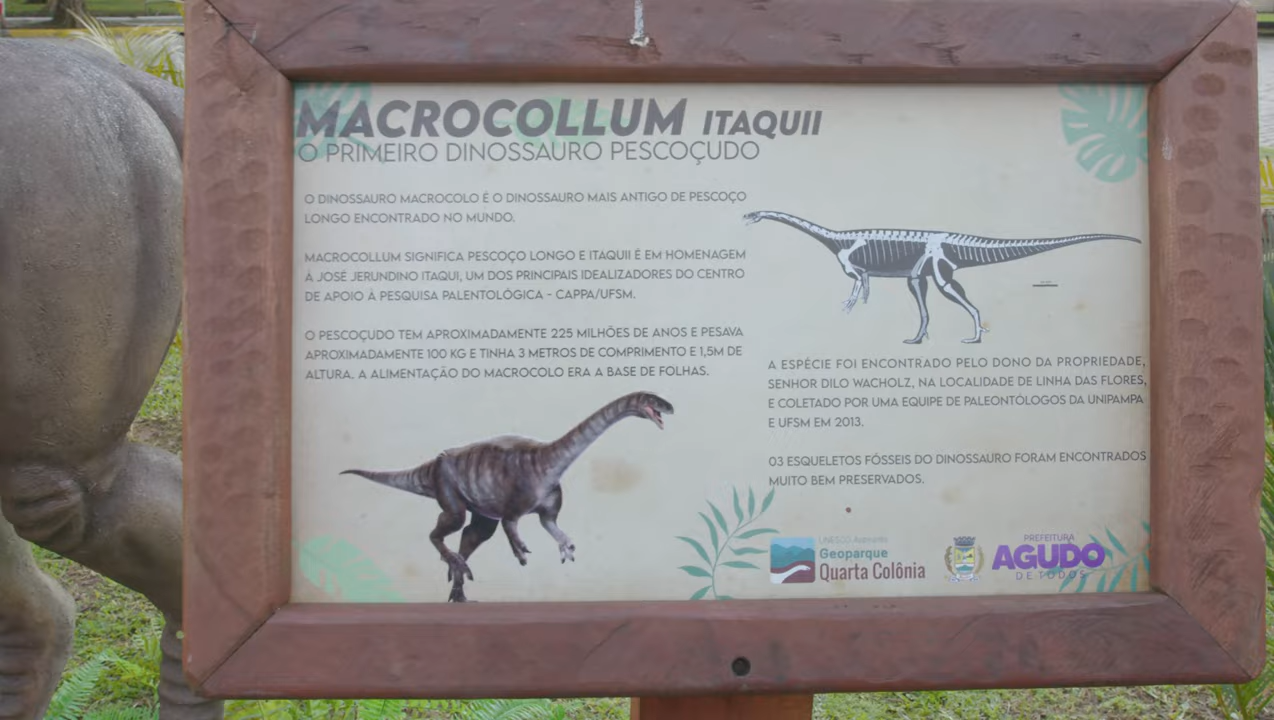 MACROCOLLUM ITAQUII
O PRIMEIRO DINOSSAURO PESCOÇUDO
O DINOSSAURO MACROCOLO É O DINOSSAURO MAIS ANTIGO DE PESCOÇO
LONGO ENCONTRADO NO MUNDO.
MACROCOLLUM SIGNIFICA PESCOÇO LONGO E ITAQUII É EM HOMENAGEM
À JOSÉ JERUNDINO ITAQUI, UM DOS PRINCIPAIS IDEALIZADORES DO CENTRO
DE APOIO À PESQUISA PALENTOLÓGICA - CAPPA/UFSM.
O PESCOÇUDO TEM APROXIMADAMENTE 225 MILHÕES DE ANOS E PESAVA
APROXIMADAMENTE 100 KG E TINHA 3 METROS DE COMPRIMENTO E 1,5M DE
ALTURA. A ALIMENTAÇÃO DO MACROCOLO ERA A BASE DE FOLHAS.
A ESPÉCIE FOI ENCONTRADO PELO DONO DA PROPRIEDADE,
SENHOR DILO WACHOLZ, NA LOCALIDADE DE LINHA DAS FLORES,
E COLETADO POR UMA EQUIPE DE PALEONTÓLOGOS DA UNIPAMPA
E UFSM EM 2013.
03 ESQUELETOS FÓSSEIS DO DINOSSAURO FORAM ENCONTRADOS
MUITO BEM PRESERVADOS.
UNESCO
Geoparque
Quarta Colônia
PREFEITURA
AGUDO
DE TODOS